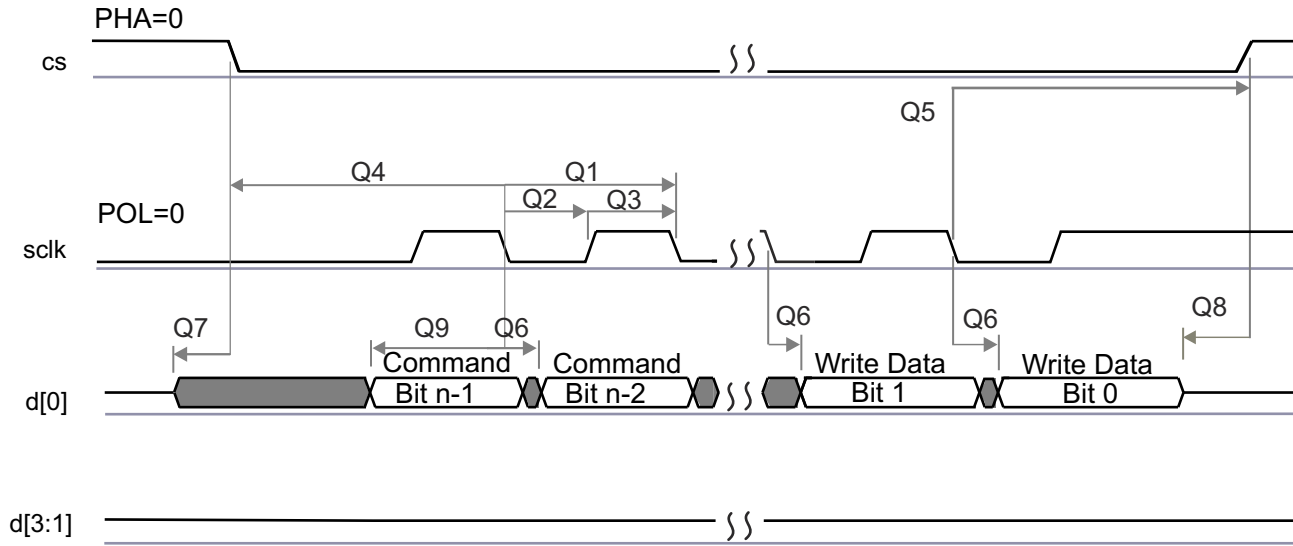 PHA=0
cs
Q5
Q4 Q1
Q2 Q3
POL=0
sclk
Q7 Q9 Q6 Q6 Q6 Q8
Command Command Write Data Write Data
d[0] Bit n-1 Bit n-2 Bit 1 Bit 0
d[3:1]